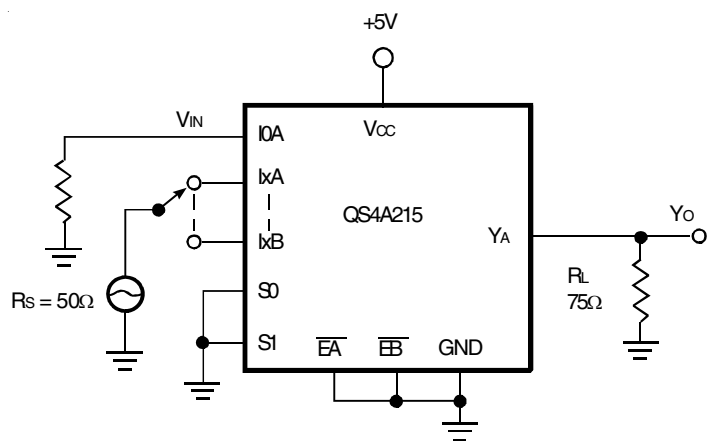 +5V
VIN
I0A
VCC
IxA
QS4A215
IxB
YA
YO
S0
RS = 50Ω
RL
75Ω
S1
EA
EB
GND